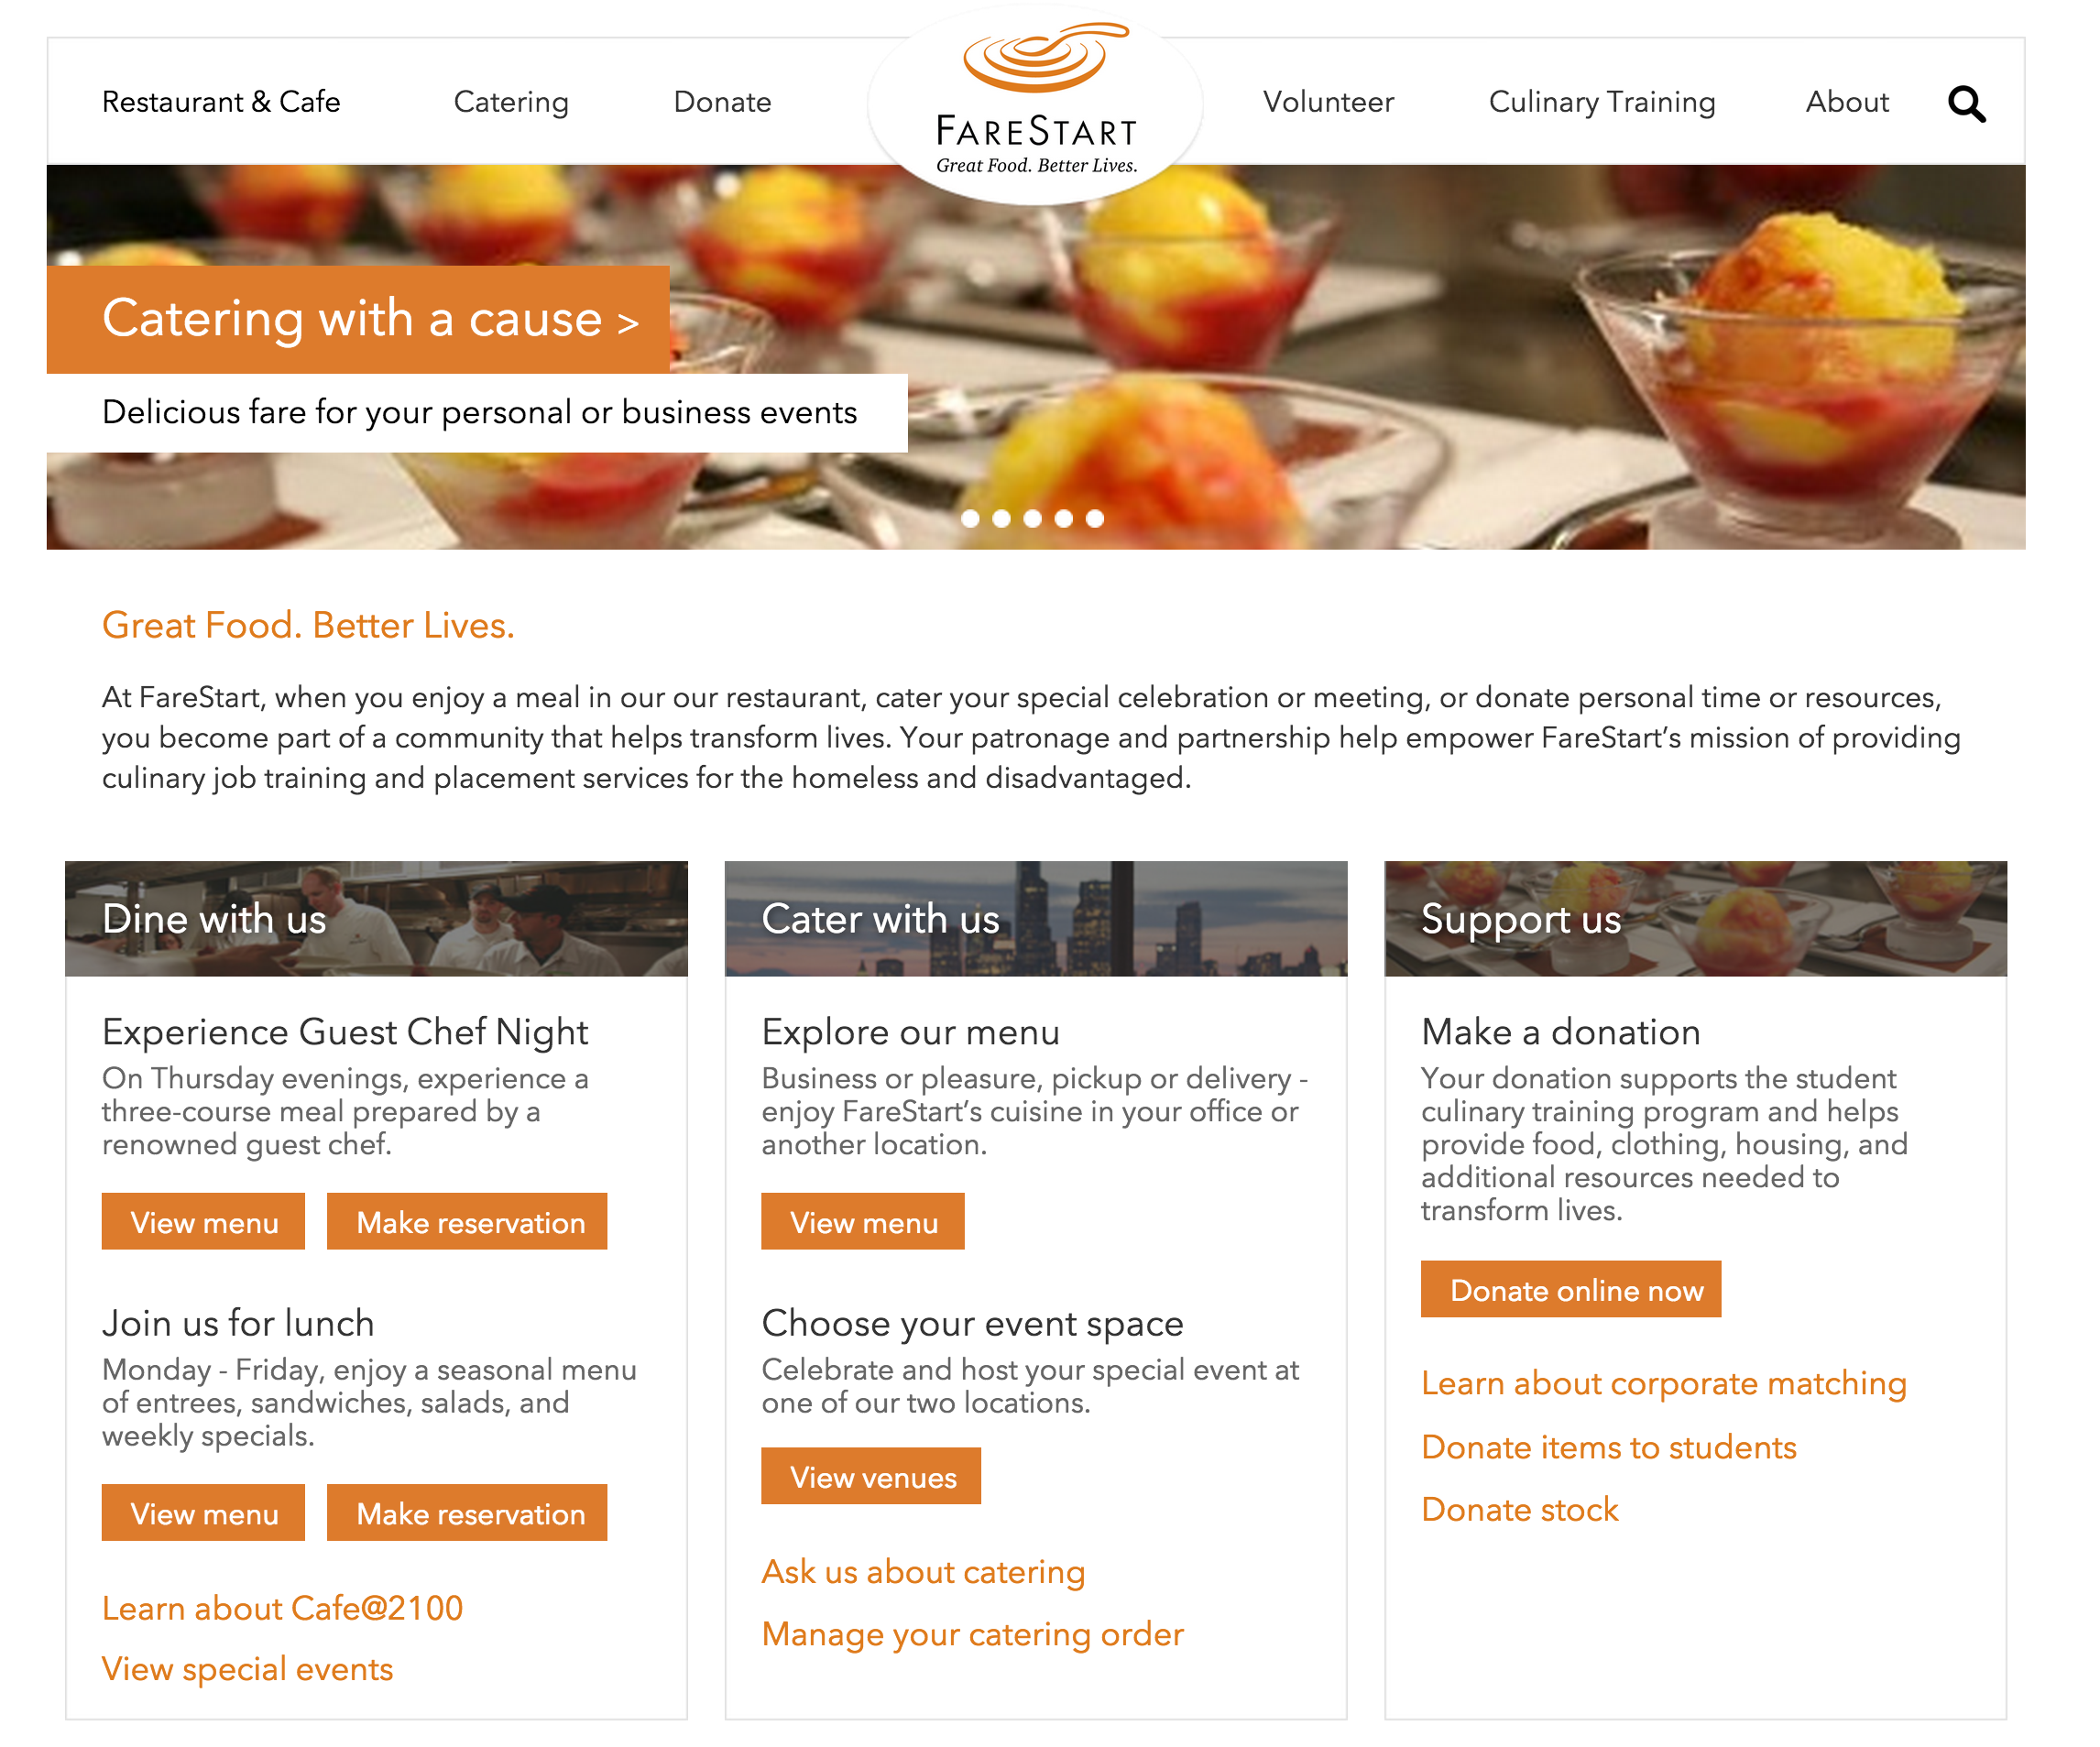 Restaurant & Cafe
Catering
Donate
FARESTART
Great Food. Better Lives.
Volunteer
Culinary Training
About
Catering with a cause >
Delicious fare for your personal or business events
Great Food. Better Lives.
At FareStart, when you enjoy a meal in our our restaurant, cater your special celebration or meeting, or donate personal time or resources,
you become part of a community that helps transform lives. Your patronage and partnership help empower FareStart’s mission of providing
culinary job training and placement services for the homeless and disadvantaged.
Dine with us
Experience Guest Chef Night
On Thursday evenings, experience a
three-course meal prepared by a
renowned guest chef.
View menu
Make reservation
Join us for lunch
Monday - Friday, enjoy a seasonal menu
of entrees, sandwiches, salads, and
weekly specials.
View menu
Make reservation
Learn about Cafe@2100
View special events
Cater with us
Explore our menu
Business or pleasure, pickup or delivery -
enjoy FareStart’s cuisine in your office or
another location.
View menu
Choose your event space
Celebrate and host your special event at
one of our two locations.
View venues
Ask us about catering
Manage your catering order
Support us
Make a donation
Your donation supports the student
culinary training program and helps
provide food, clothing, housing, and
additional resources needed to
transform lives.
Donate online now
Learn about corporate matching
Donate items to students
Donate stock